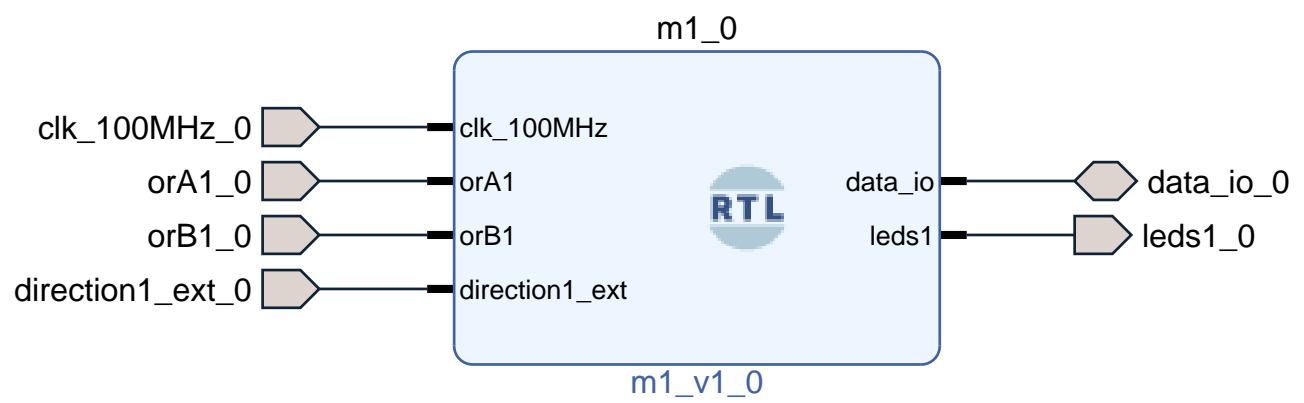 m1_0
clk_100MHz_0
clk_100MHz
orA1_0
orA1
RTL
data_io
data_io_0
orB1_0
orB1
leds1
leds1_0
direction1_ext_0
direction1_ext
m1_v1_0